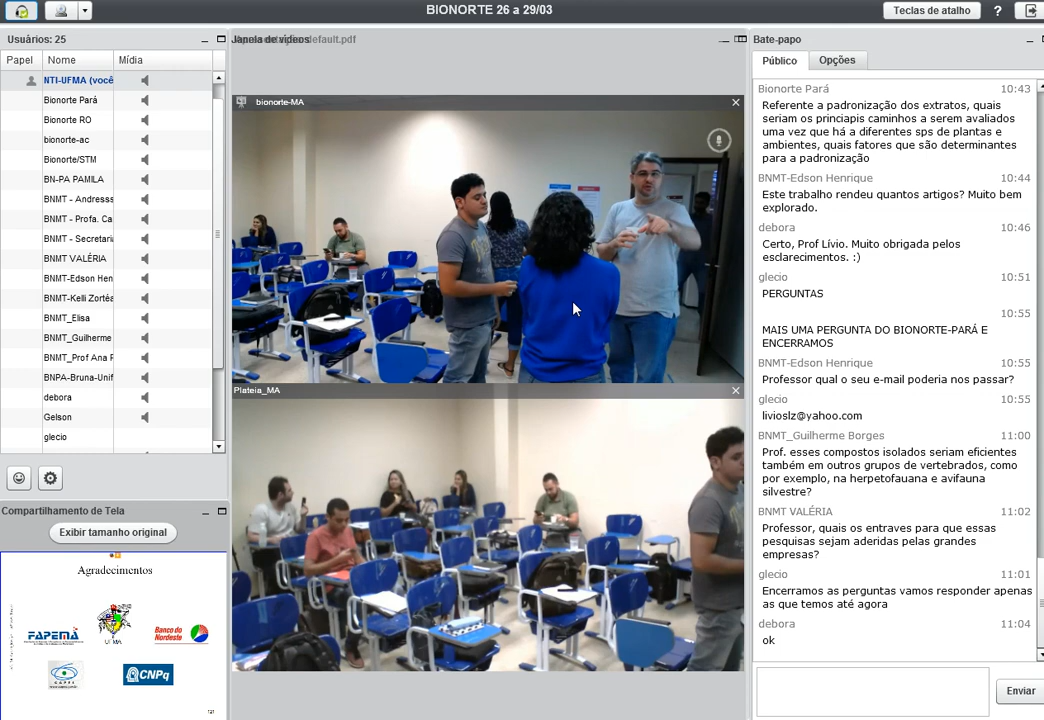 BIONORTE 26 a 29/03
Teclas de atalho
?
Usuários: 25
Papel Nome Mídia
NTI-UFMA (você
Bionorte Pará
Bionorte RO
bionorte-ac
Bionorte/STM
BN-PA PAMILA
BNMT - Andresss
BNMT - Profa. Ca
BNMT - Secretari
BNMT VALÉRIA
BNMT-Edson Hen
BNMT-Kelli Zortéa
BNMT_Elisa
BNMT_Guilherme
BNMT_Prof Ana P
BNPA-Bruna-Unif
debora
Gelson
glecio
Compartilhamento de Tela
Exibir tamanho original
Agradecimentos
FAPEMA
UFMA
Banco do
Nordeste
CAPES
CNPq
Janela de vídeos
default.pdf
bionorte-MA
Plateia_MA
Bate-papo
Público Opções
Bionorte Pará 10:43
Referente a padronização dos extratos, quais
seriam os princiapis caminhos a serem avaliados
uma vez que há a diferentes sps de plantas e
ambientes, quais fatores que são determinantes
para a padronização
BNMT-Edson Henrique 10:44
Este trabalho rendeu quantos artigos? Muito bem
explorado.
debora 10:46
Certo, Prof Lívio. Muito obrigada pelos
esclarecimentos. :)
glecio 10:51
PERGUNTAS
10:55
MAIS UMA PERGUNTA DO BIONORTE-PARÁ E
ENCERRAMOS
BNMT-Edson Henrique 10:55
Professor qual o seu e-mail poderia nos passar?
glecio 10:55
livioslz@yahoo.com
BNMT_Guilherme Borges 11:00
Prof. esses compostos isolados seriam eficientes
também em outros grupos de vertebrados, como
por exemplo, na herpetofauna e avifauna
silvestre?
BNMT VALÉRIA 11:02
Professor, quais os entraves para que essas
pesquisas sejam aderidas pelas grandes
empresas?
glecio 11:01
Encerramos as perguntas vamos responder apenas
as que temos até agora
debora 11:04
ok
Enviar